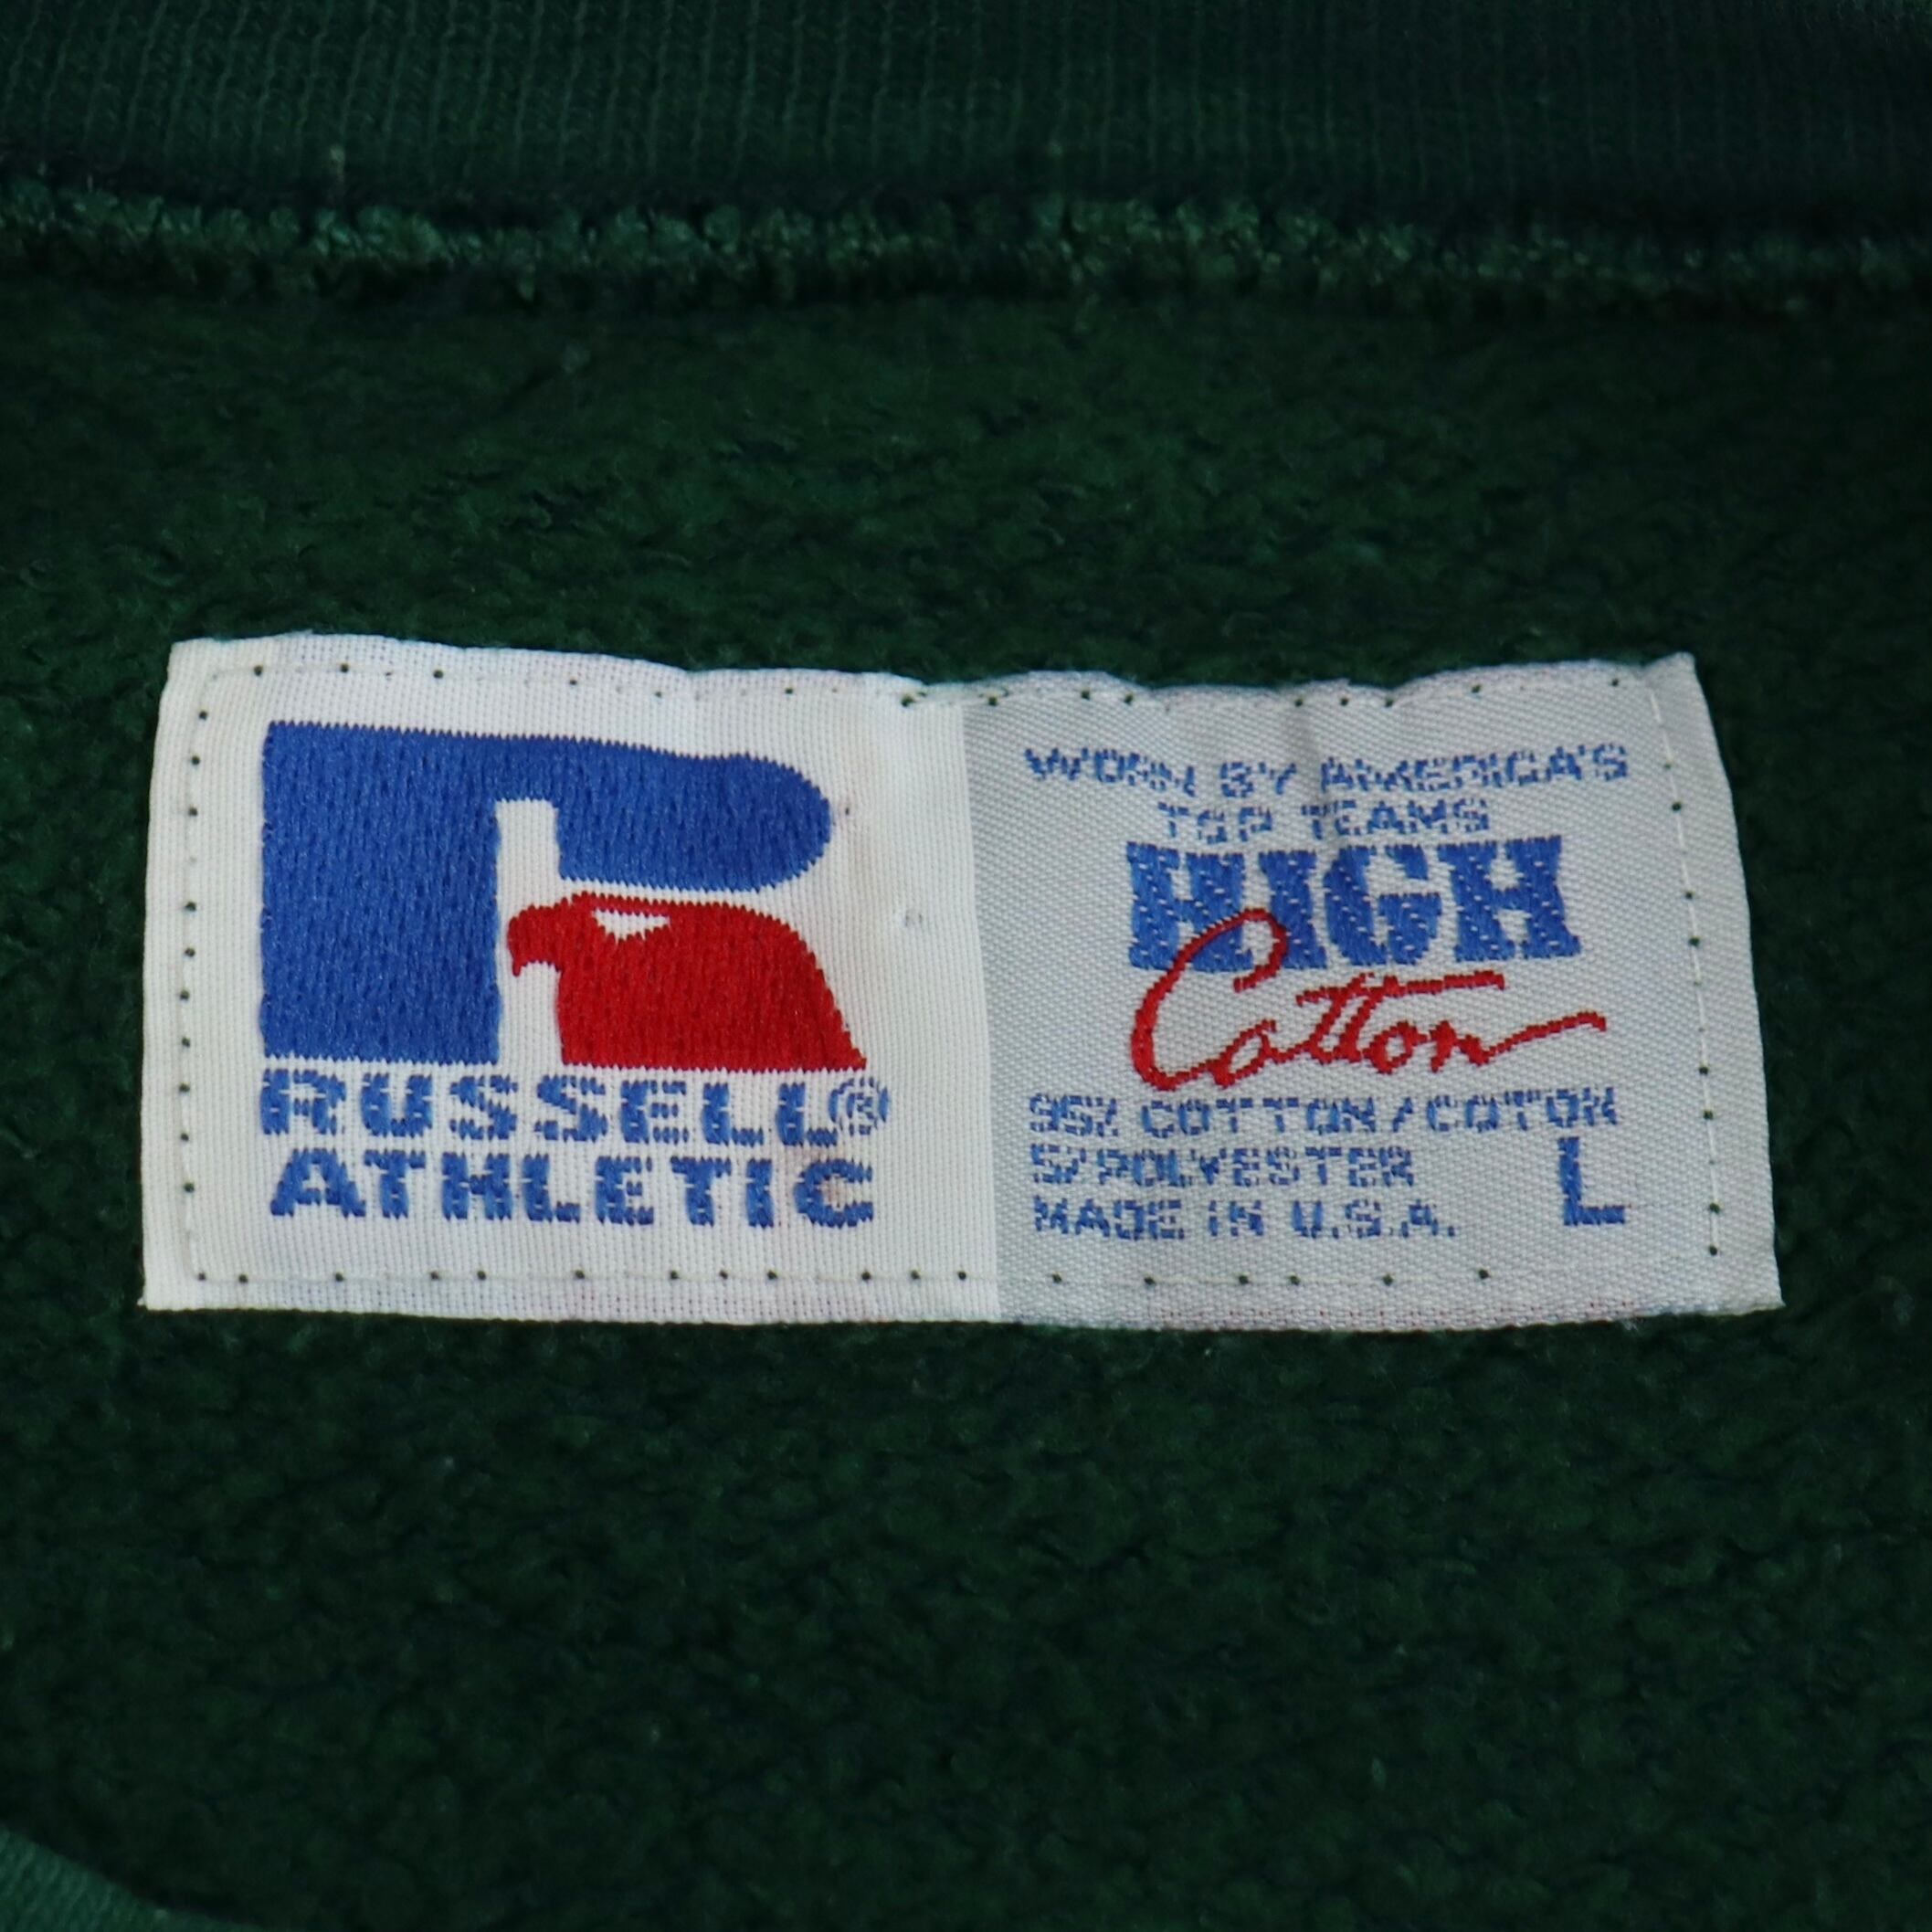 RUSSELL®
ATHLETIC
WORN BY AMERICA'S
TOP TEAMS
HIGH
Cotton
95% COTTON/COTON
5%POLYESTER
MADE IN U.S.A.
L